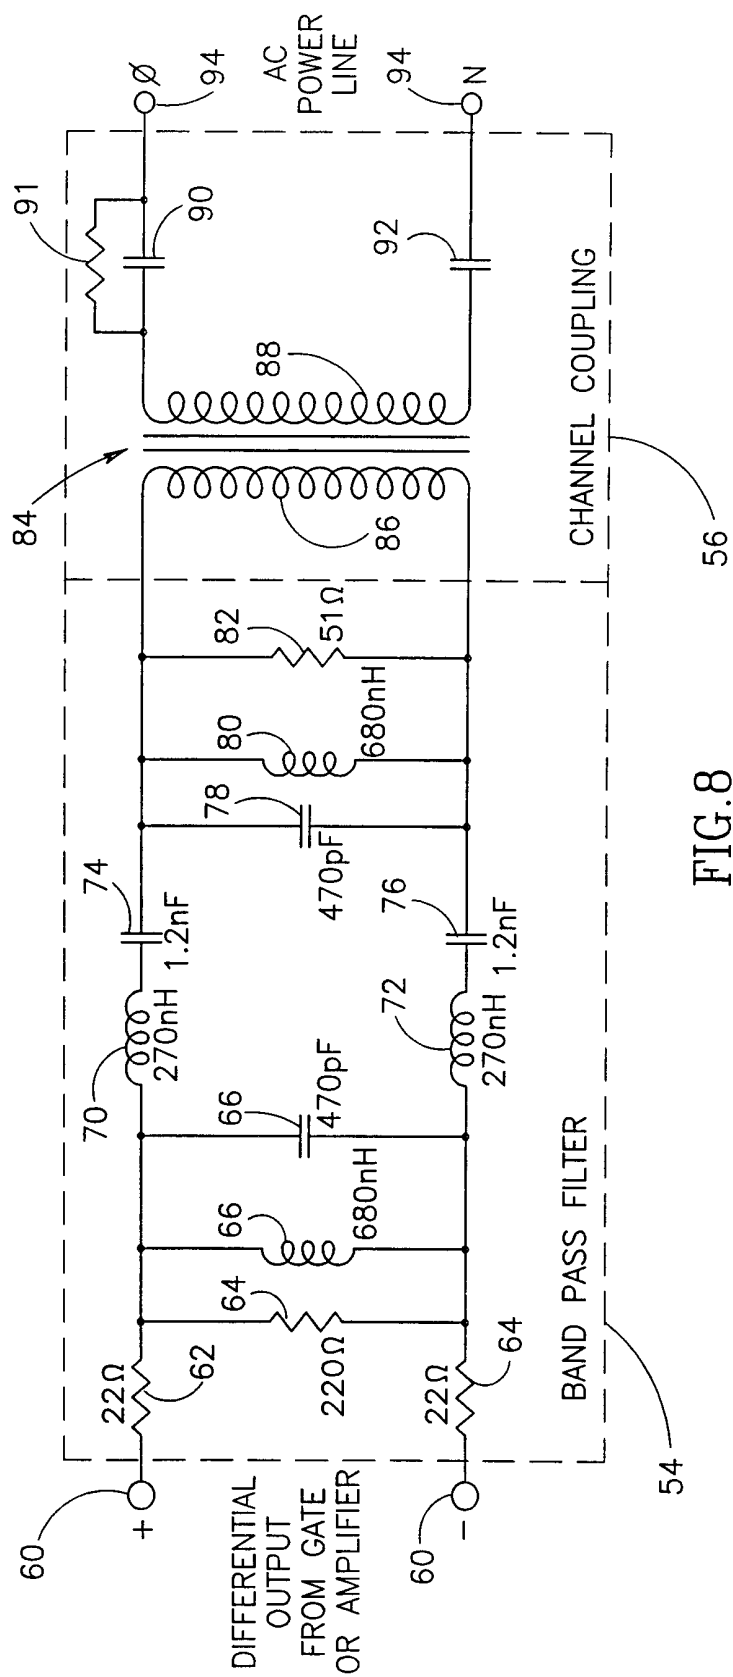 DIFFERENTIAL
OUTPUT
FROM GATE
OR AMPLIFIER
60
+
60
−
22Ω
62
22Ω
64
64
220Ω
66
680nH
66
470pF
70
270nH
72
270nH
74
1.2nF
76
1.2nF
78
470pF
80
680nH
82
51Ω
BAND PASS FILTER
54
84
86
88
91
90
92
CHANNEL COUPLING
56
Ø
94
AC
POWER
LINE
94
N
FIG.8